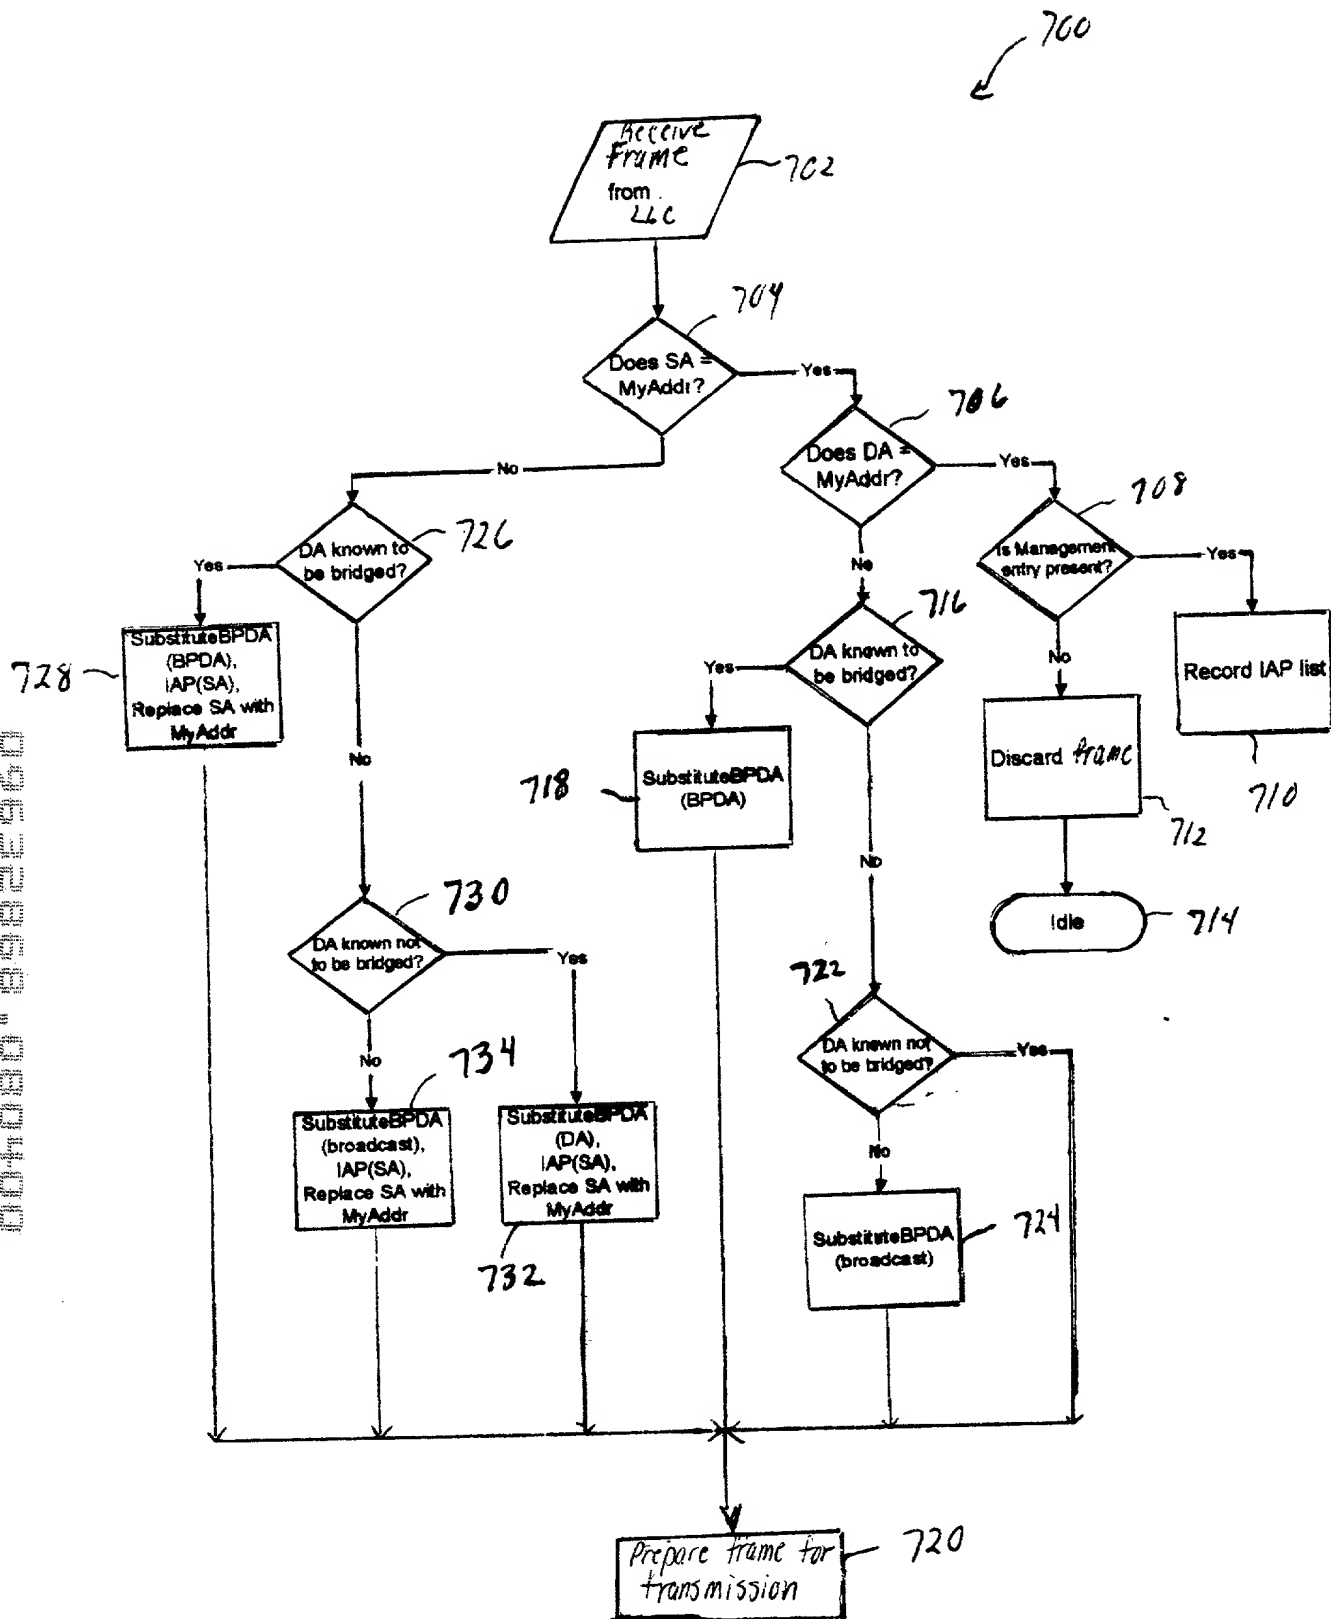 700
Receive
Frame
from
LLC
702
704
Does SA =
MyAddr?
Yes
706
Does DA =
MyAddr?
Yes
No
708
Is Management
entry present?
Yes
726
DA known to
be bridged?
Yes
No
716
DA known to
be bridged?
Yes
No
Record IAP list
710
728
SubstituteBPDA
(BPDA),
IAP(SA),
Replace SA with
MyAddr
No
718
SubstituteBPDA
(BPDA)
Discard frame
712
No
Idle
714
730
DA known not
to be bridged?
Yes
722
DA known not
to be bridged?
Yes
No
734
SubstituteBPDA
(broadcast),
IAP(SA),
Replace SA with
MyAddr
SubstituteBPDA
(DA),
IAP(SA),
Replace SA with
MyAddr
732
No
SubstituteBPDA
(broadcast)
724
Prepare frame for
transmission
720